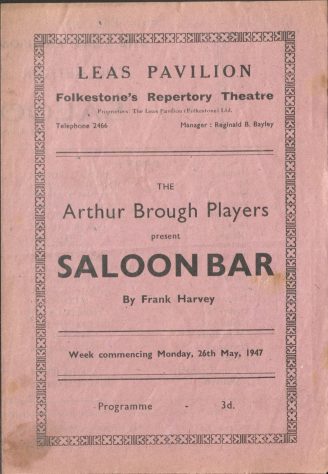 LEAS PAVILION
Folkestone's Repertory Theatre
Proprietors: The Leas Pavilion (Folkestone) Ltd.
Telephone 2466 Manager : Reginald B. Bayley
THE
Arthur Brough Players
present
SALOON BAR
By Frank Harvey
Week commencing Monday, 26th May, 1947
Programme - 3d.